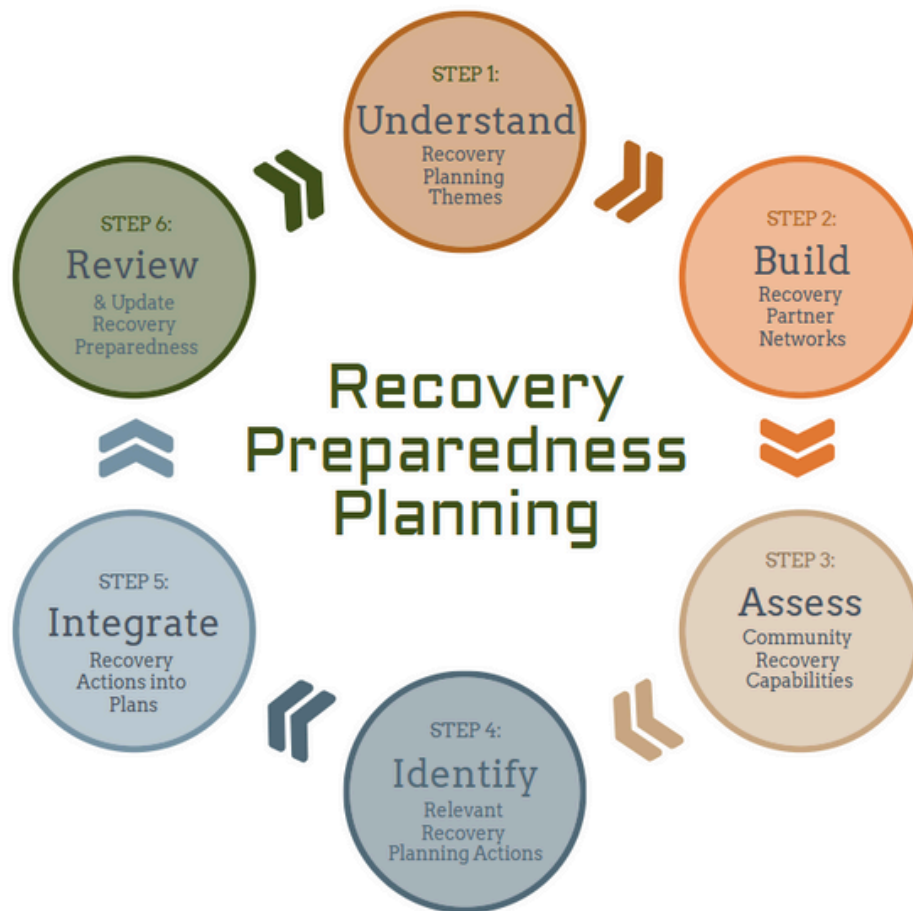 STEP 1:
Understand
Recovery
Planning
Themes
STEP 2:
Build
Recovery
Partner
Networks
STEP 3:
Assess
Community
Recovery
Capabilities
STEP 4:
Identify
Relevant
Recovery
Planning Actions
STEP 5:
Integrate
Recovery
Actions into
Plans
STEP 6:
Review
& Update
Recovery
Preparedness
Recovery
Preparedness
Planning